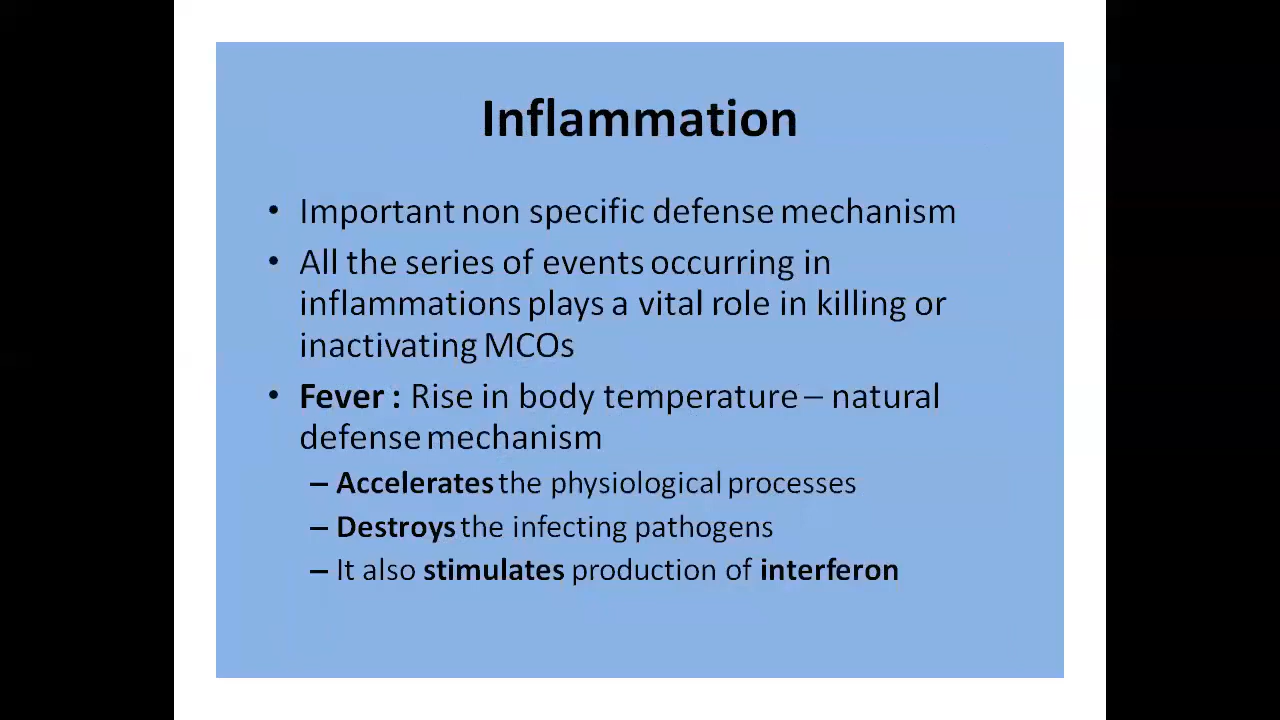 Inflammation
• Important non specific defense mechanism
• All the series of events occurring in
inflammations plays a vital role in killing or
inactivating MCOs
• Fever : Rise in body temperature – natural
defense mechanism
– Accelerates the physiological processes
– Destroys the infecting pathogens
– It also stimulates production of interferon